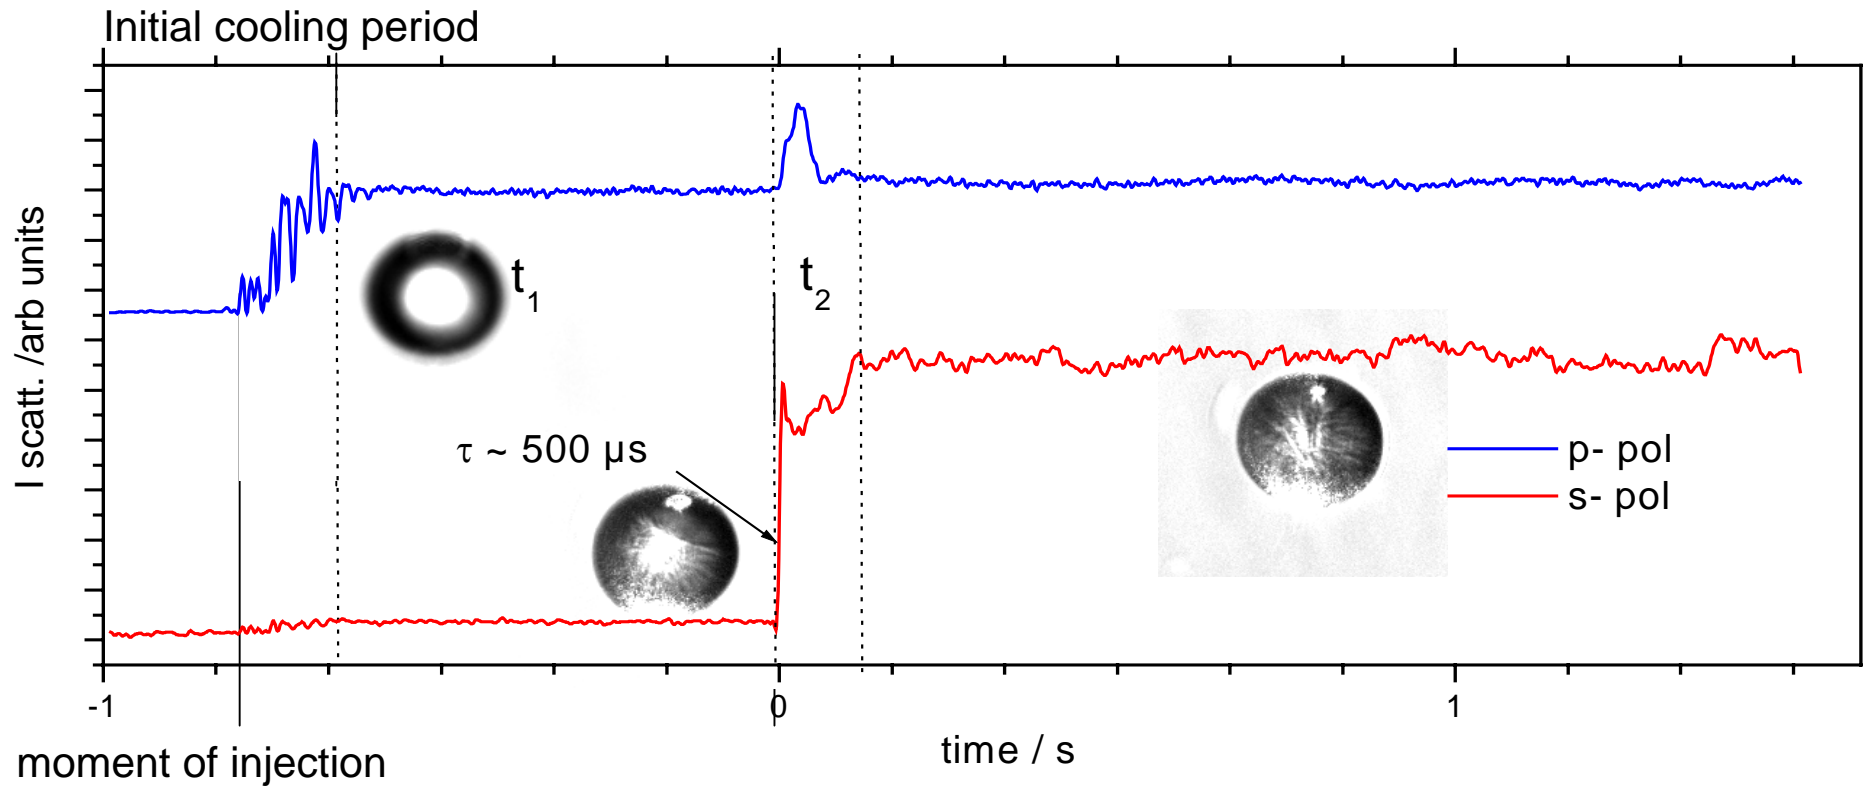 Initial cooling period
I scatt. /arb units
t1
t2
τ ~ 500 µs
p- pol
s- pol
-1
0
1
time / s
moment of injection